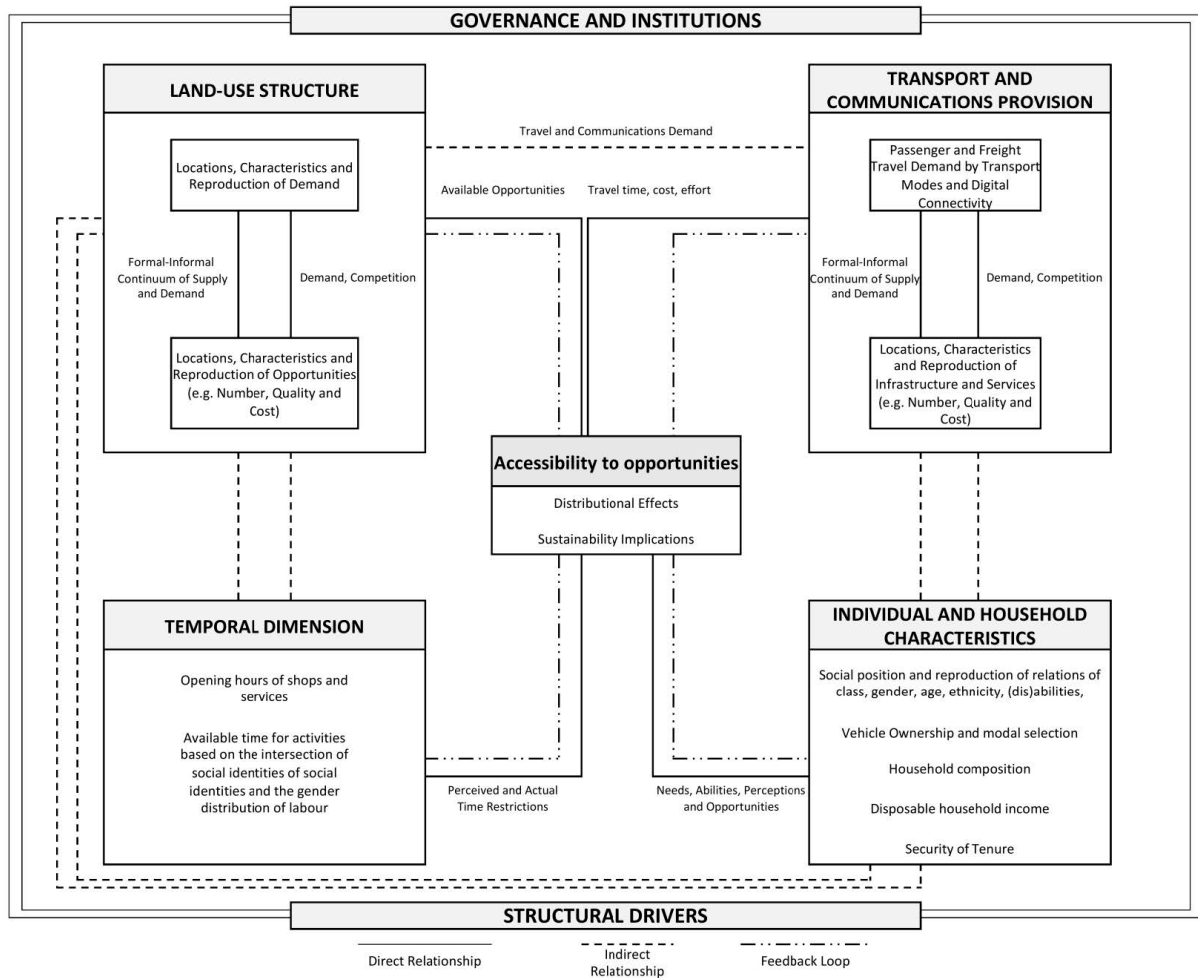 GOVERNANCE AND INSTITUTIONS
LAND-USE STRUCTURE
TRANSPORT AND
COMMUNICATIONS PROVISION
Travel and Communications Demand
Locations, Characteristics and
Reproduction of Demand
Passenger and Freight
Travel Demand by Transport
Modes and Digital
Connectivity
Available Opportunities
Travel time, cost, effort
Formal-Informal
Continuum of Supply
and Demand
Demand, Competition
Formal-Informal
Continuum of Supply
and Demand
Demand, Competition
Locations, Characteristics and
Reproduction of Opportunities
(e.g. Number, Quality and
Cost)
Locations, Characteristics
and Reproduction of
Infrastructure and Services
(e.g. Number, Quality and
Cost)
Accessibility to opportunities
Distributional Effects
Sustainability Implications
TEMPORAL DIMENSION
Opening hours of shops and
services
Available time for activities
based on the intersection of
social identities of social
identities and the gender
distribution of labour
INDIVIDUAL AND HOUSEHOLD
CHARACTERISTICS
Social position and reproduction of relations of
class, gender, age, ethnicity, (dis)abilities,
Vehicle Ownership and modal selection
Household composition
Disposable household income
Security of Tenure
Perceived and Actual
Time Restrictions
Needs, Abilities, Perceptions
and Opportunities
STRUCTURAL DRIVERS
Direct Relationship
Indirect
Relationship
Feedback Loop